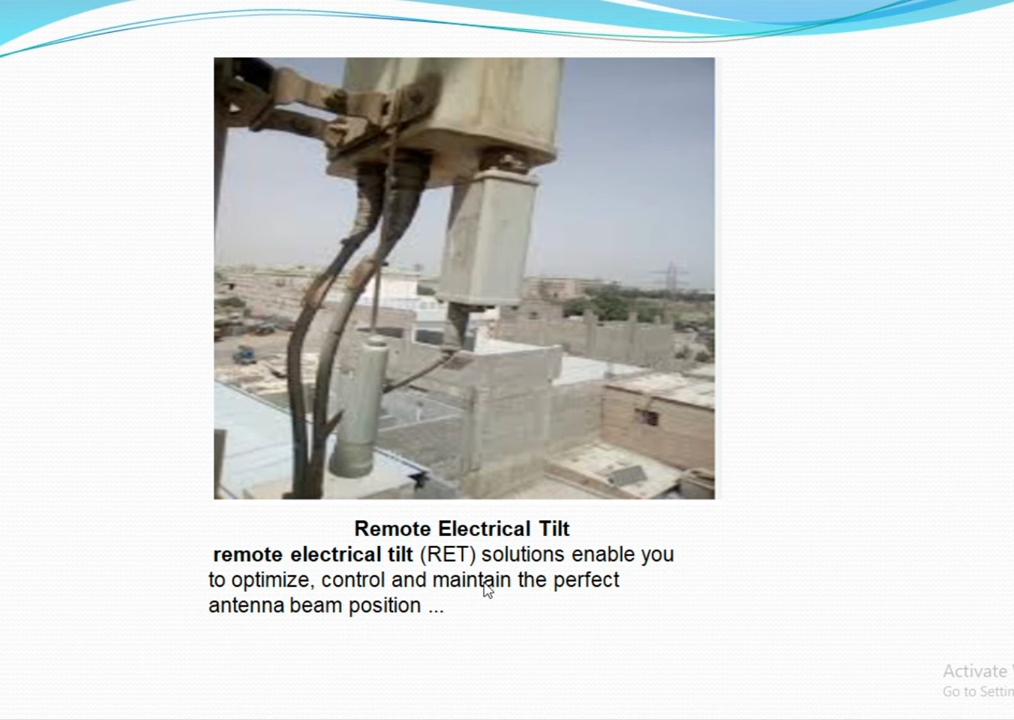 Remote Electrical Tilt
remote electrical tilt (RET) solutions enable you
to optimize, control and maintain the perfect
antenna beam position ...
Activate
Go to Settin